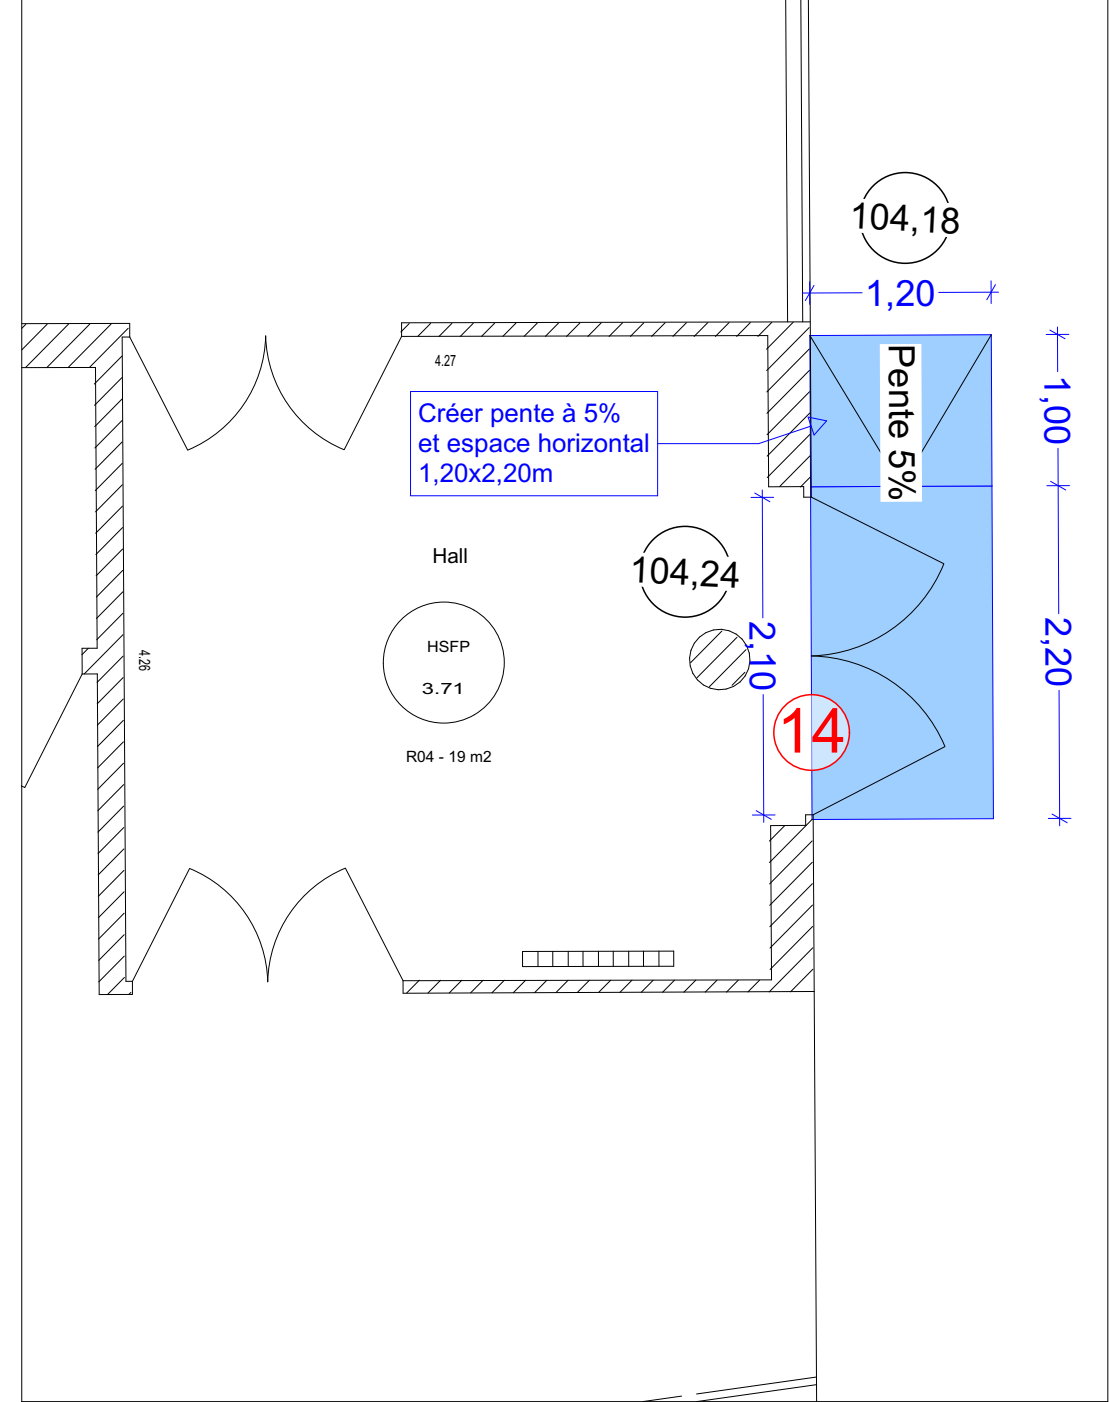 104,18
1,20
4.27
Pente 5%
1,00
Créer pente à 5%
et espace horizontal
1,20x2,20m
Hall
104,24
HSFP
3.71
4.26
2,10
2,20
14
R04 - 19 m2